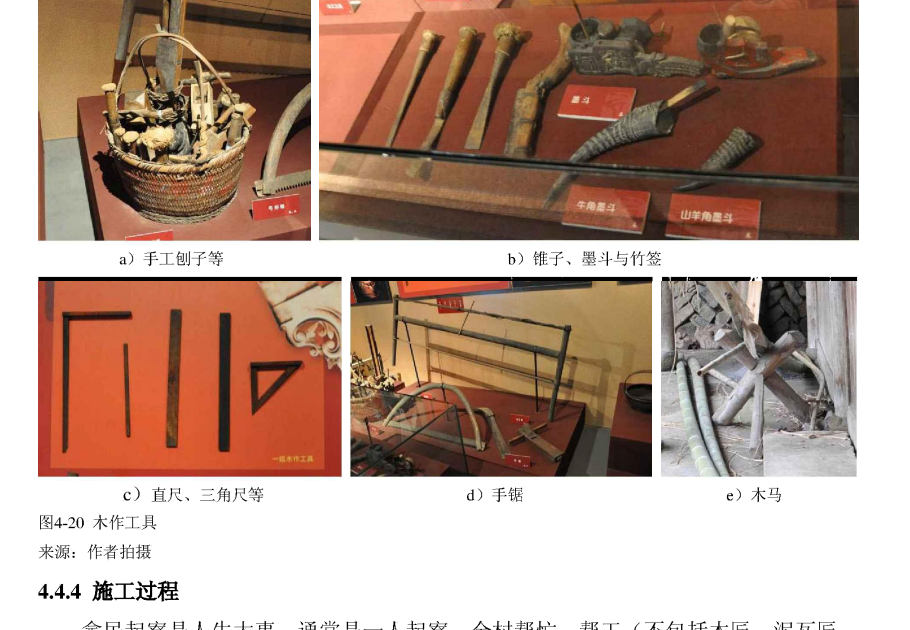 墨斗
牛角墨斗
山羊角墨斗
a）手工刨子等
b）锥子、墨斗与竹签
一组木作工具
c）直尺、三角尺等
d）手锯
e）木马
图4-20 木作工具
来源：作者拍摄
4.4.4 施工过程